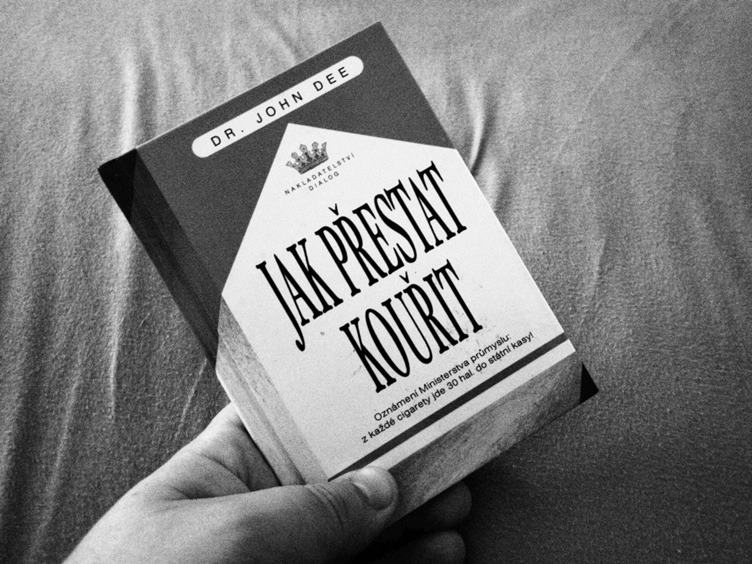 DR. JOHN DEE
NAKLADATELSTVÍ
DIALOG
JAK PŘESTAT
KOUŘIT
Oznámení Ministerstva průmyslu:
z každé cigarety jde 30 hal. do státní kasy!